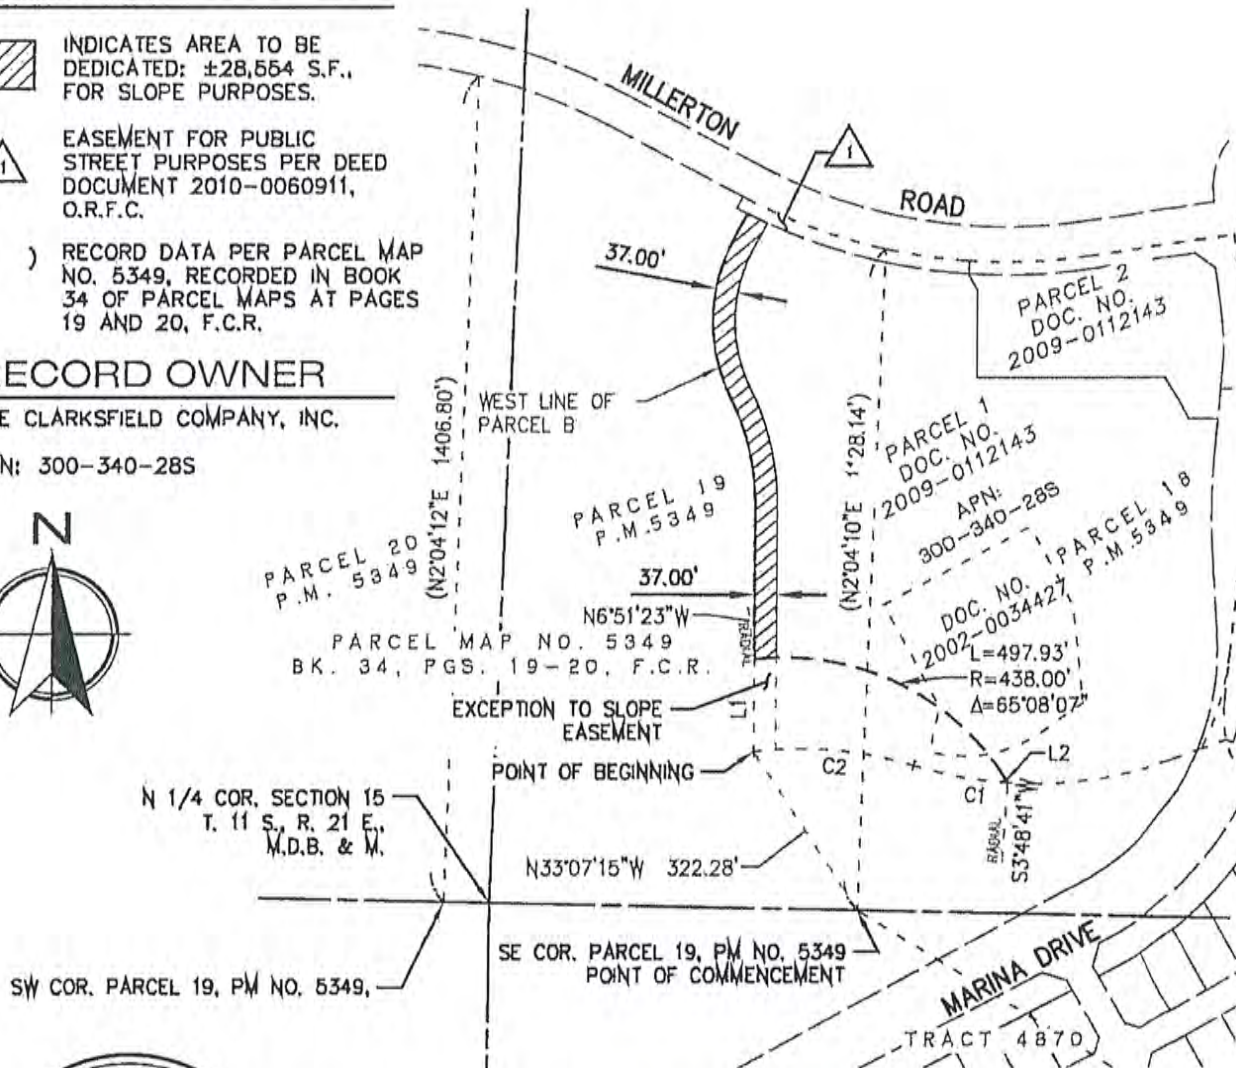 INDICATES AREA TO BE
DEDICATED: ±28,554 S.F.,
FOR SLOPE PURPOSES.
1
EASEMENT FOR PUBLIC
STREET PURPOSES PER DEED
DOCUMENT 2010-0060911,
O.R.F.C.
) RECORD DATA PER PARCEL MAP
NO. 5349, RECORDED IN BOOK
34 OF PARCEL MAPS AT PAGES
19 AND 20, F.C.R.
ECORD OWNER
E CLARKSFIELD COMPANY, INC.
N: 300-340-28S
N
MILLERTON
ROAD
1
37.00'
PARCEL 2
DOC. NO.
2009-0112143
WEST LINE OF
PARCEL B
(N2°04'12"E 1406.80')
(N2°04'10"E 1°28.14')
PARCEL 1
DOC. NO.
2009-0112143
APN:
300-340-28S
PARCEL 19
P.M.5349
PARCEL 18
P.M.5349
PARCEL 20
P.M. 5349
37.00'
N6°51'23"W
RADIAL
DOC. NO.
2002-0034427
PARCEL MAP NO. 5349
BK. 34, PGS. 19-20, F.C.R.
L=497.93'
R=438.00'
Δ=65°08'07"
EXCEPTION TO SLOPE
EASEMENT
L1
POINT OF BEGINNING
C2
L2
C1
RADIAL
S3°48'41"W
N 1/4 COR. SECTION 15
T. 11 S., R. 21 E.,
M.D.B. & M.
N33°07'15"W 322.28'
SE COR. PARCEL 19, PM NO. 5349
POINT OF COMMENCEMENT
SW COR. PARCEL 19, PM NO. 5349,
MARINA DRIVE
TRACT 4870